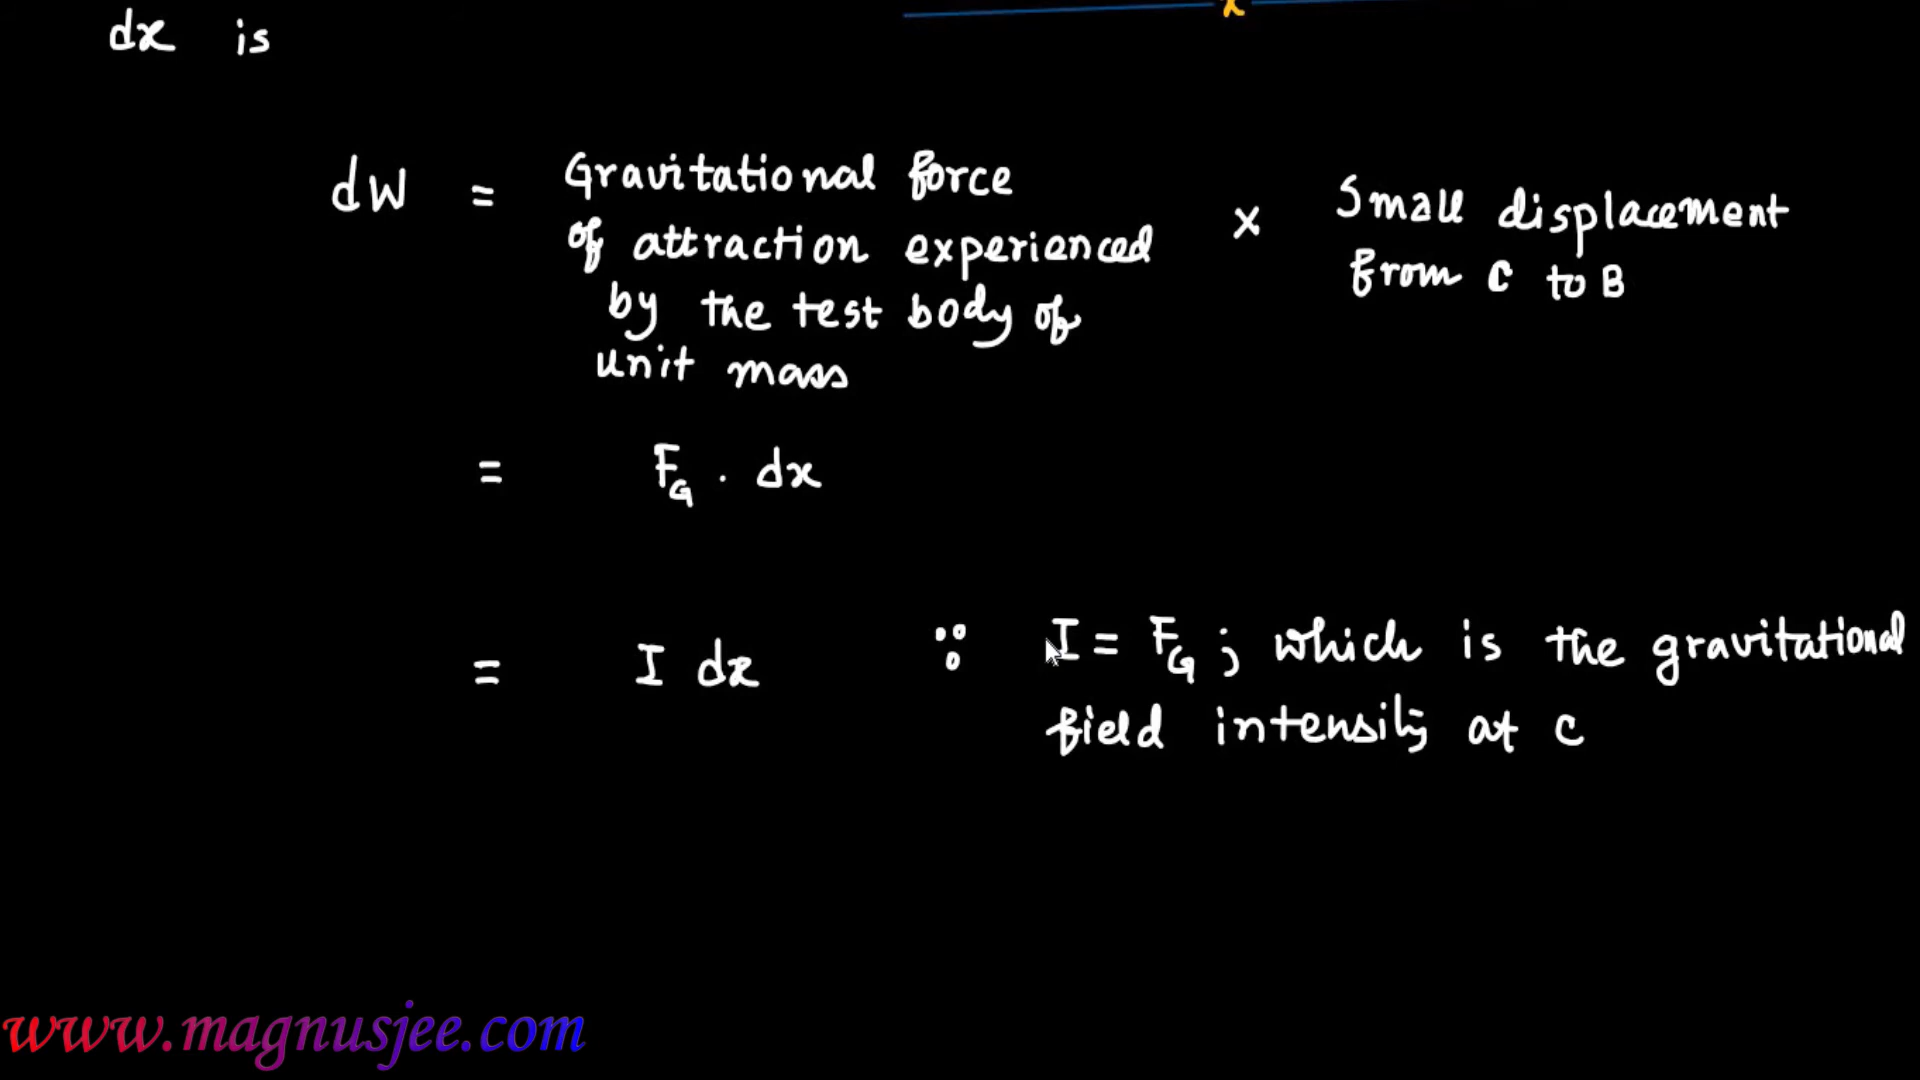 x
dx is
dW = Gravitational force of attraction experienced by the test body of unit mass × Small displacement from C to B
= F_G . dx
= I dx ∵ I = F_G ; which is the gravitational
field intensity at C
www.magnusjee.com